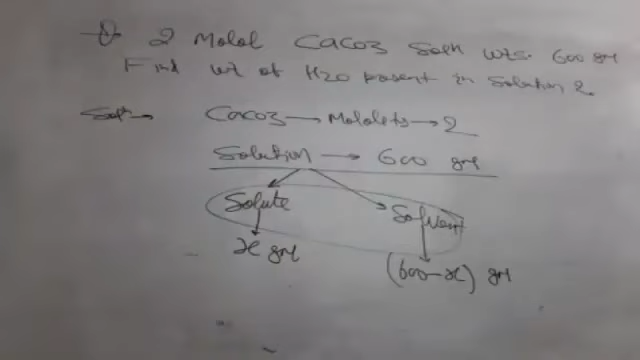 Q 2 Molal CaCO3 Soln wts. 600 gm
Find wt of H2O present in Solution 2
Soln → CaCO3 → Molality → 2
Solution → 600 gm
Solute Solvent
x gm (600-x) gm